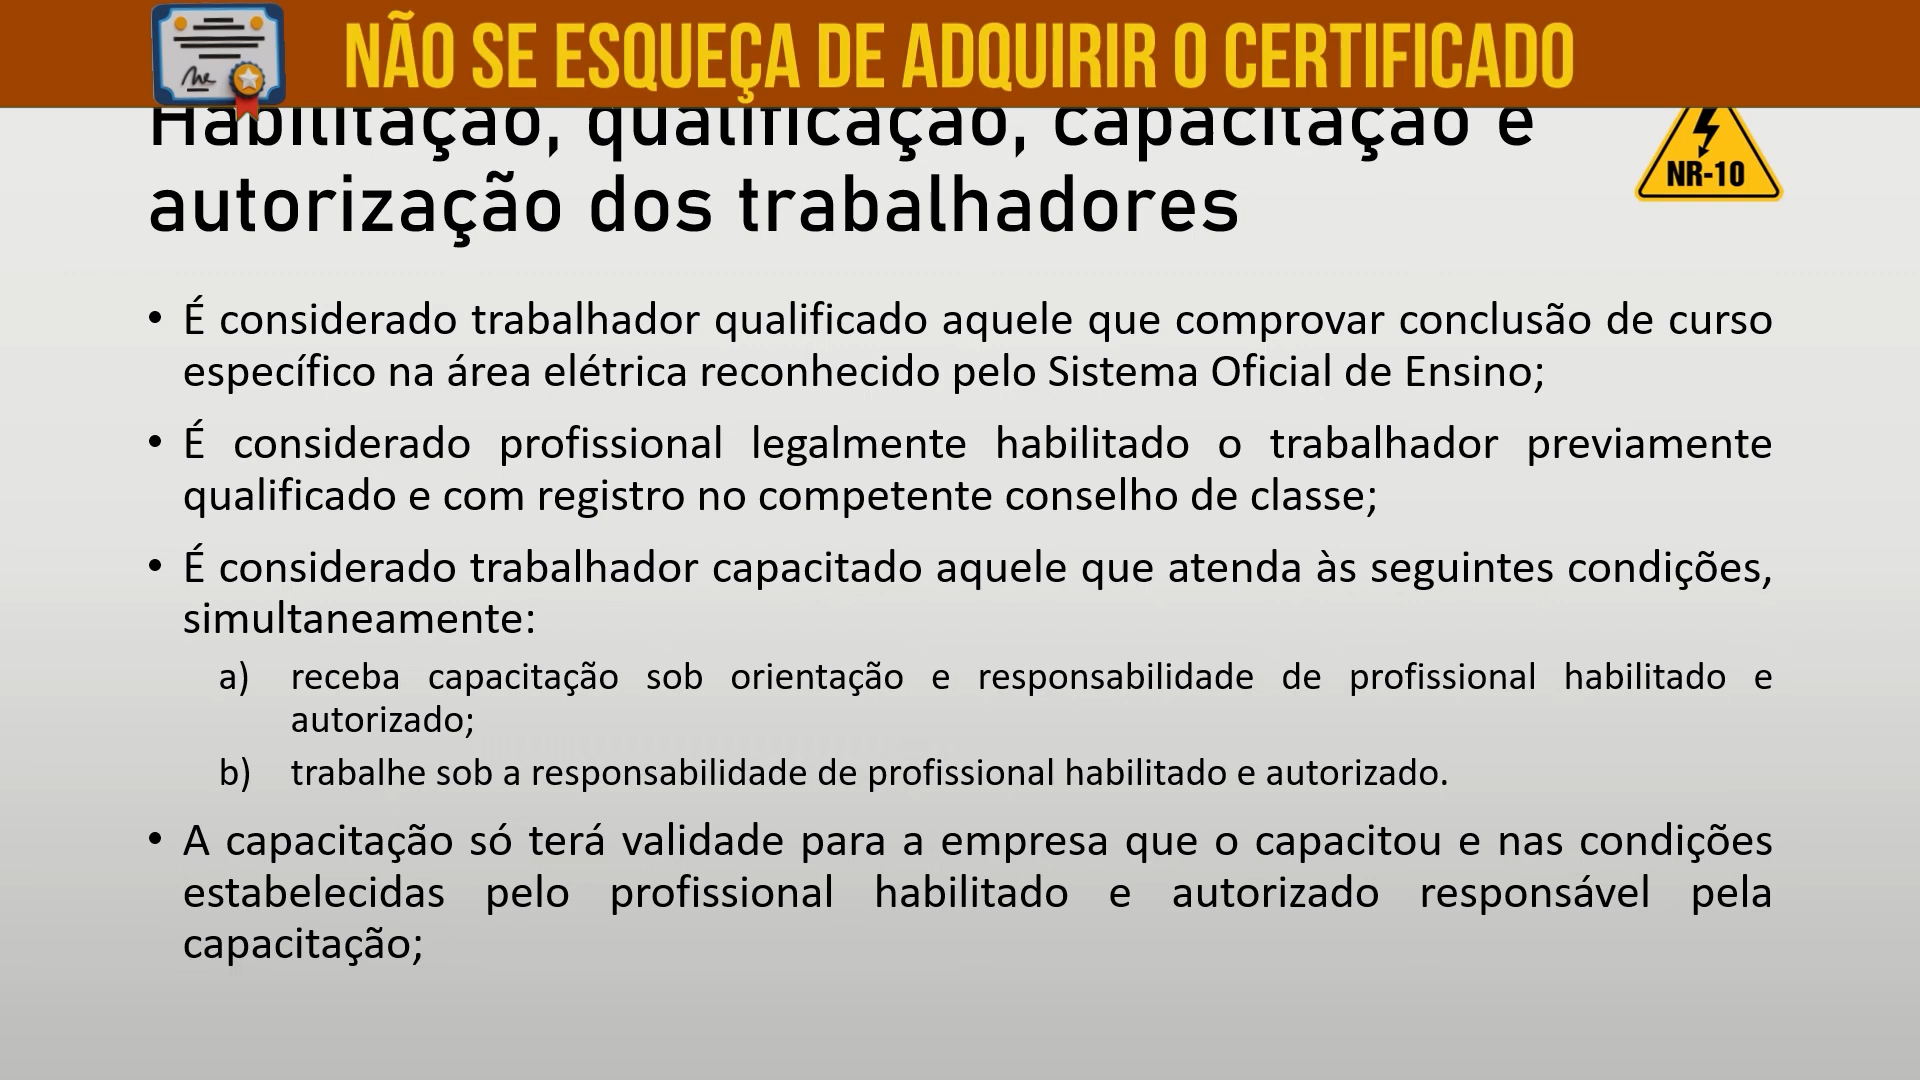 NÃO SE ESQUEÇA DE ADQUIRIR O CERTIFICADO
Habilitação, qualificação, capacitação e
autorização dos trabalhadores
NR-10
• É considerado trabalhador qualificado aquele que comprovar conclusão de curso
específico na área elétrica reconhecido pelo Sistema Oficial de Ensino;
• É considerado profissional legalmente habilitado o trabalhador previamente
qualificado e com registro no competente conselho de classe;
• É considerado trabalhador capacitado aquele que atenda às seguintes condições,
simultaneamente:
a) receba capacitação sob orientação e responsabilidade de profissional habilitado e
autorizado;
b) trabalhe sob a responsabilidade de profissional habilitado e autorizado.
• A capacitação só terá validade para a empresa que o capacitou e nas condições
estabelecidas pelo profissional habilitado e autorizado responsável pela
capacitação;